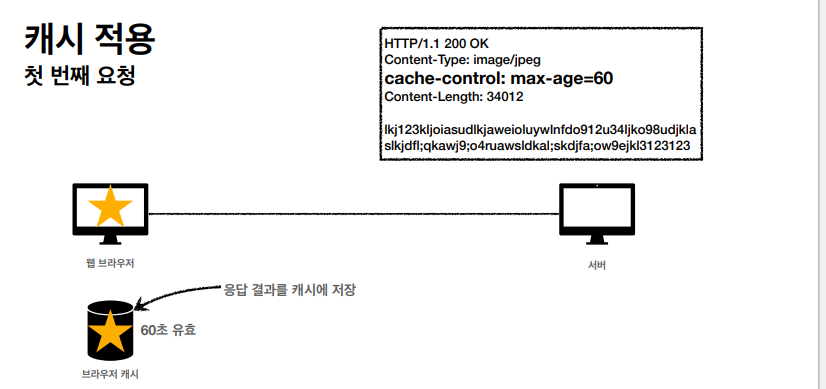 캐시 적용
첫 번째 요청
HTTP/1.1 200 OK
Content-Type: image/jpeg
cache-control: max-age=60
Content-Length: 34012
lkj123kljoiasudlkjaweioluywlnfdo912u34ljko98udjkla
slkjdfl;qkawj9;o4ruawsldkal;skdjfa;ow9ejkl3123123
웹 브라우저
서버
응답 결과를 캐시에 저장
60초 유효
브라우저 캐시